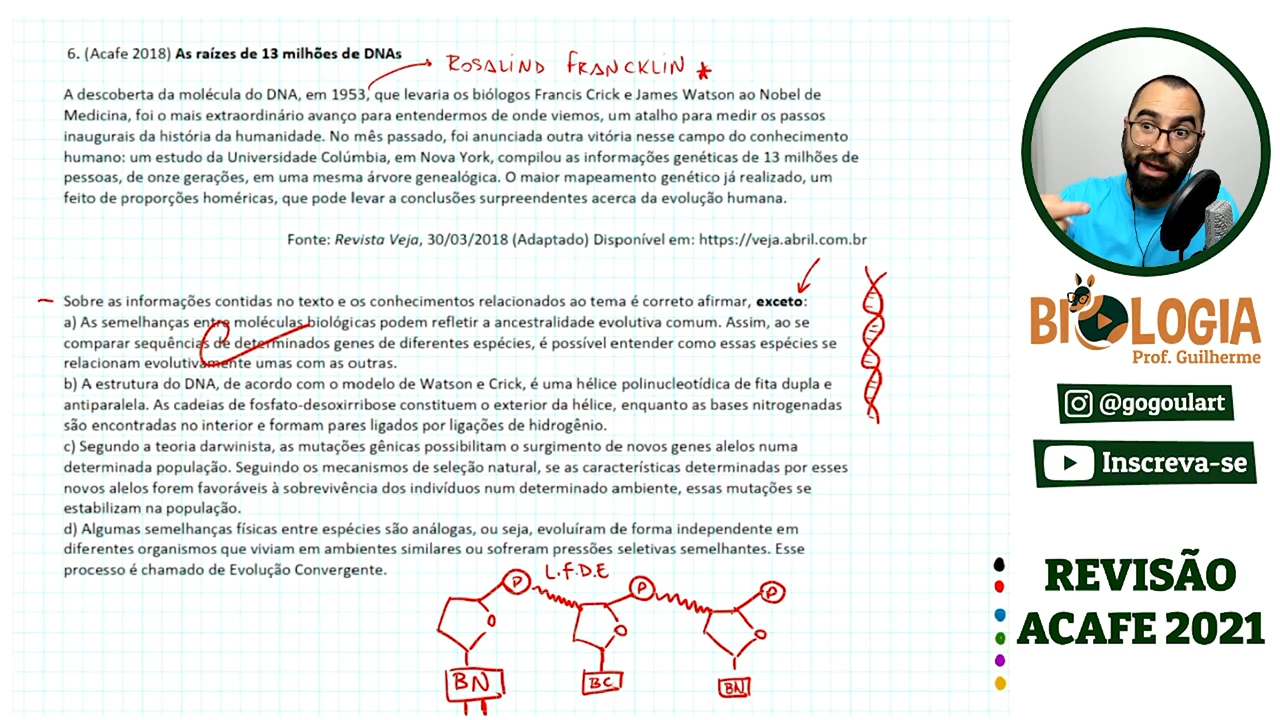 6. (Acafe 2018) As raízes de 13 milhões de DNAs
ROSALIND FRANCKLIN *
A descoberta da molécula do DNA, em 1953, que levaria os biólogos Francis Crick e James Watson ao Nobel de
Medicina, foi o mais extraordinário avanço para entendermos de onde viemos, um atalho para medir os passos
inaugurais da história da humanidade. No mês passado, foi anunciada outra vitória nesse campo do conhecimento
humano: um estudo da Universidade Colúmbia, em Nova York, compilou as informações genéticas de 13 milhões de
pessoas, de onze gerações, em uma mesma árvore genealógica. O maior mapeamento genético já realizado, um
feito de proporções homéricas, que pode levar a conclusões surpreendentes acerca da evolução humana.
Fonte: Revista Veja, 30/03/2018 (Adaptado) Disponível em: https://veja.abril.com.br
Sobre as informações contidas no texto e os conhecimentos relacionados ao tema é correto afirmar, exceto:
a) As semelhanças entre moléculas biológicas podem refletir a ancestralidade evolutiva comum. Assim, ao se
comparar sequências de determinados genes de diferentes espécies, é possível entender como essas espécies se
relacionam evolutivamente umas com as outras.
b) A estrutura do DNA, de acordo com o modelo de Watson e Crick, é uma hélice polinucleotídica de fita dupla e
antiparalela. As cadeias de fosfato-desoxirribose constituem o exterior da hélice, enquanto as bases nitrogenadas
são encontradas no interior e formam pares ligados por ligações de hidrogênio.
c) Segundo a teoria darwinista, as mutações gênicas possibilitam o surgimento de novos genes alelos numa
determinada população. Seguindo os mecanismos de seleção natural, se as características determinadas por esses
novos alelos forem favoráveis à sobrevivência dos indivíduos num determinado ambiente, essas mutações se
estabilizam na população.
d) Algumas semelhanças físicas entre espécies são análogas, ou seja, evoluíram de forma independente em
diferentes organismos que viviam em ambientes similares ou sofreram pressões seletivas semelhantes. Esse
processo é chamado de Evolução Convergente.
L.F.D.E
P P P
O O O
BN BC BN
BIOLOGIA
Prof. Guilherme
@gogoulart
Inscreva-se
REVISÃO
ACAFE 2021